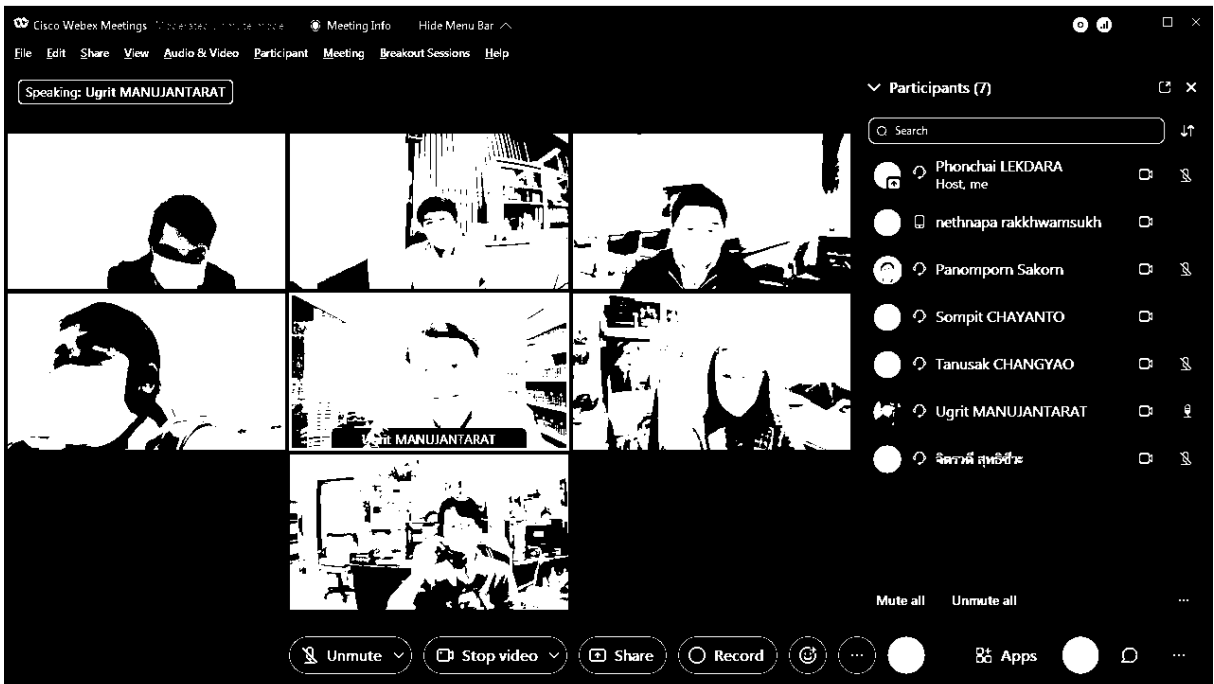 Cisco Webex Meetings Meeting Info Hide Menu Bar
File Edit Share View Audio & Video Participant Meeting Breakout Sessions Help
Speaking: Ugrit MANUJANTARAT
Participants (7)
Search
Phonchai LEKDARA
Host, me
nethnapa rakkhwamsukh
Panomporn Sakorn
Sompit CHAYANTO
Tanusak CHANGYAO
Ugrit MANUJANTARAT
Ugrit MANUJANTARAT
Mute all Unmute all
Unmute Stop video Share Record Apps